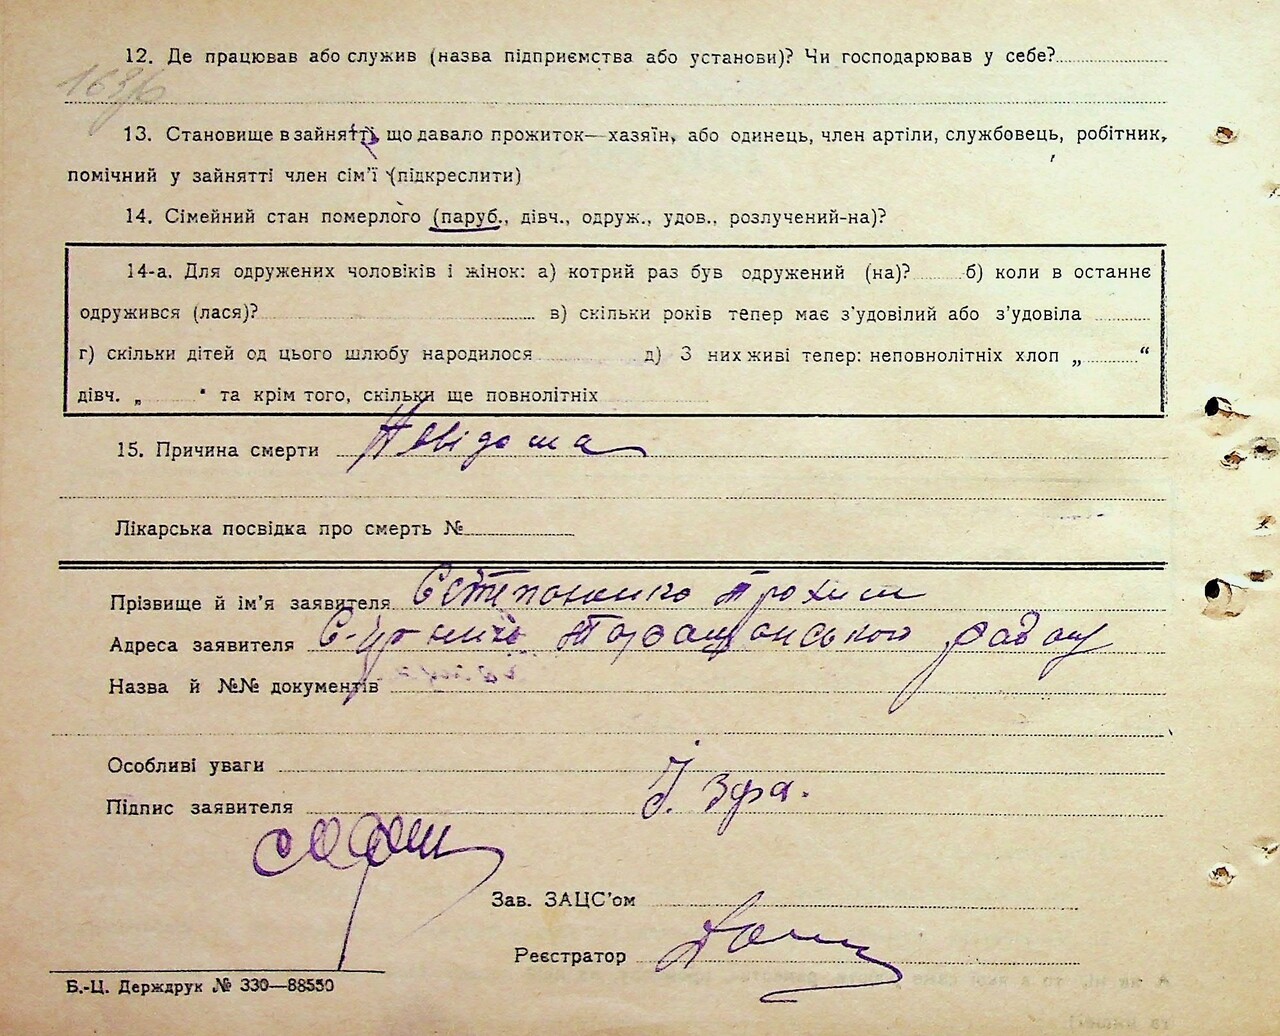 12. Де працював або служив (назва підприємства або установи)? Чи господарював у себе?
13. Становище в зайнятті, що давало прожиток—хазяїн, або одинець, член артіли, службовець, робітник,
помічний у зайнятті член сім’ї (підкреслити)
14. Сімейний стан померлого (паруб., дівч., одруж., удов., розлучений-на)?
14-а. Для одружених чоловіків і жінок: а) котрий раз був одружений (на)? б) коли в останнє
одружився (лася)? в) скільки років тепер має з’удовілий або з’удовіла
г) скільки дітей од цього шлюбу народилося д) З них живі тепер: неповнолітніх хлоп „ “
дівч. „ “ та крім того, скільки ще повнолітніх
15. Причина смерти Невідома
Лікарська посвідка про смерть №
Прізвище й ім’я заявителя Трохим
Адреса заявителя Таращанського району
Назва й №№ документів
Особливі уваги
Підпис заявителя
Зав. ЗАЦС’ом
Реєстратор
Б.-Ц. Держдрук № 330—88550